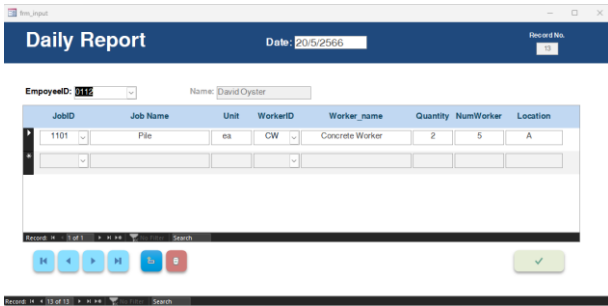 frm_input
Daily Report
Date: 20/5/2566
Record No.
13
EmpoyeeID: 0112
Name: David Oyster
JobID Job Name Unit WorkerID Worker_name Quantity NumWorker Location
1101 Pile ea CW Concrete Worker 2 5 A
Record: 1 of 1 No Filter Search
Record: 13 of 13 No Filter Search